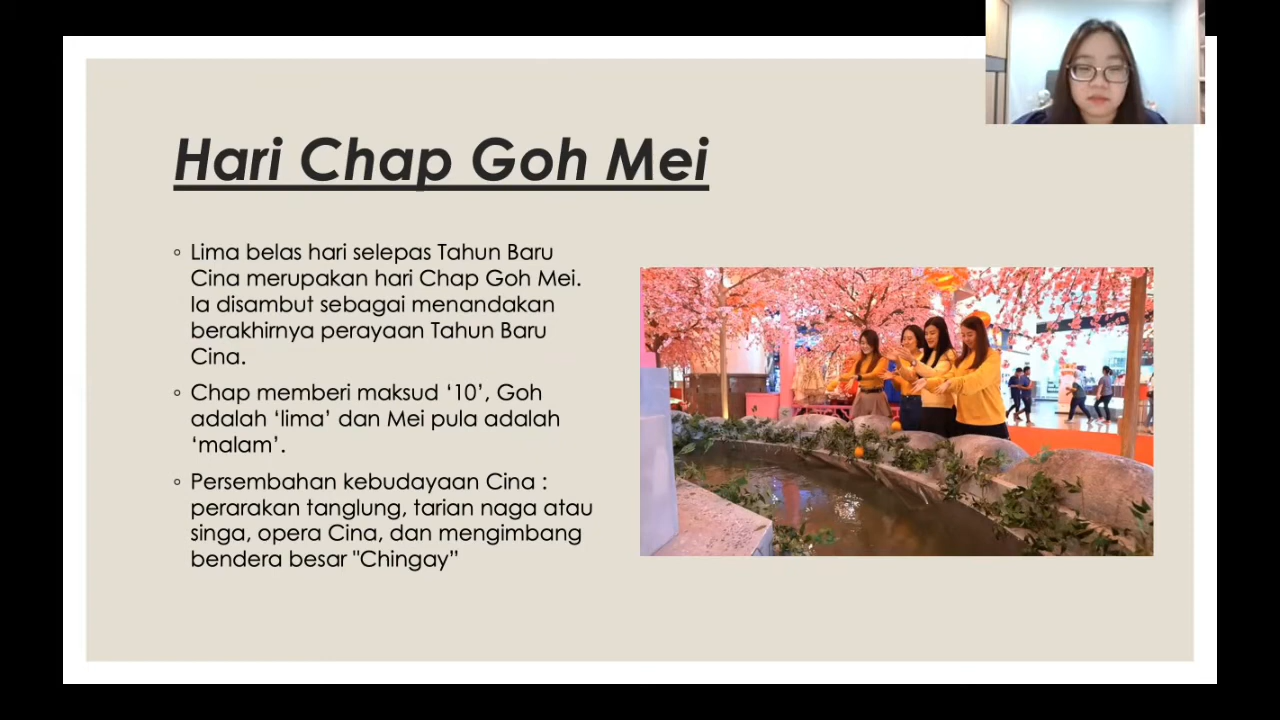 Hari Chap Goh Mei
◦ Lima belas hari selepas Tahun Baru
Cina merupakan hari Chap Goh Mei.
Ia disambut sebagai menandakan
berakhirnya perayaan Tahun Baru
Cina.
◦ Chap memberi maksud ‘10’, Goh
adalah ‘lima’ dan Mei pula adalah
‘malam’.
◦ Persembahan kebudayaan Cina :
perarakan tanglung, tarian naga atau
singa, opera Cina, dan mengimbang
bendera besar "Chingay”